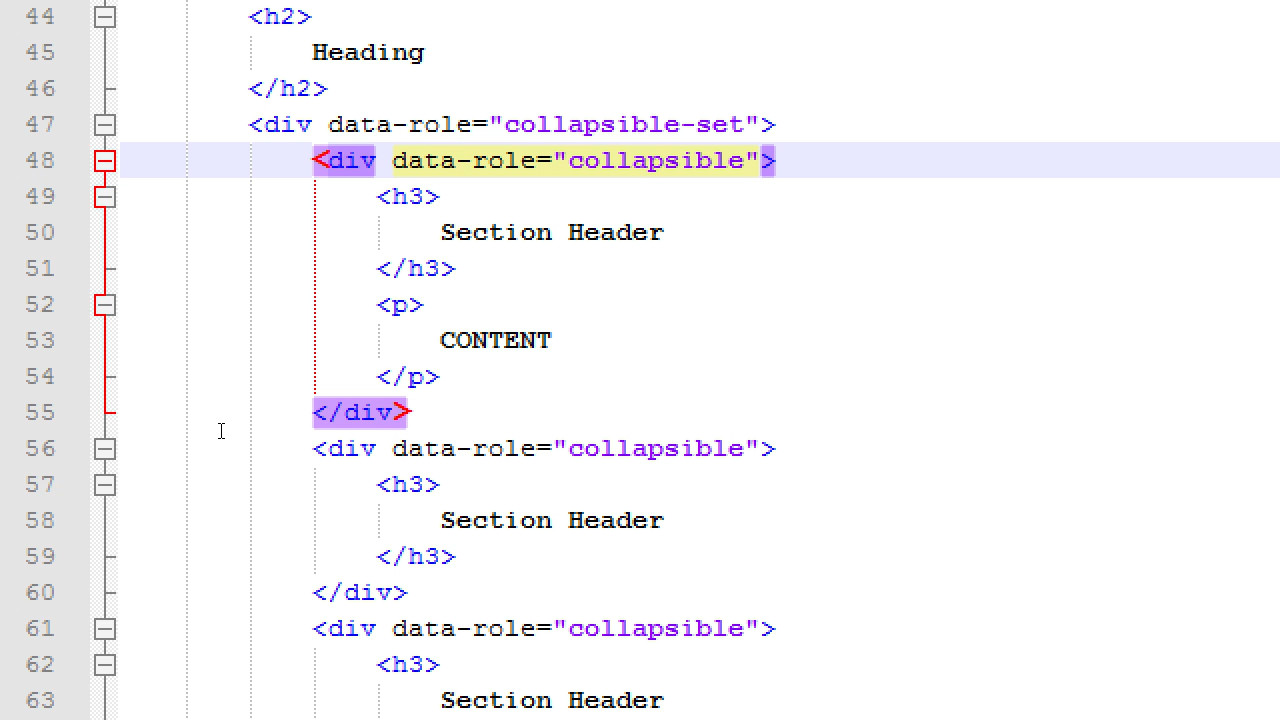 44 <h2>
45 Heading
46 </h2>
47 <div data-role="collapsible-set">
48 <div data-role="collapsible">
49 <h3>
50 Section Header
51 </h3>
52 <p>
53 CONTENT
54 </p>
55 </div>
56 <div data-role="collapsible">
57 <h3>
58 Section Header
59 </h3>
60 </div>
61 <div data-role="collapsible">
62 <h3>
63 Section Header